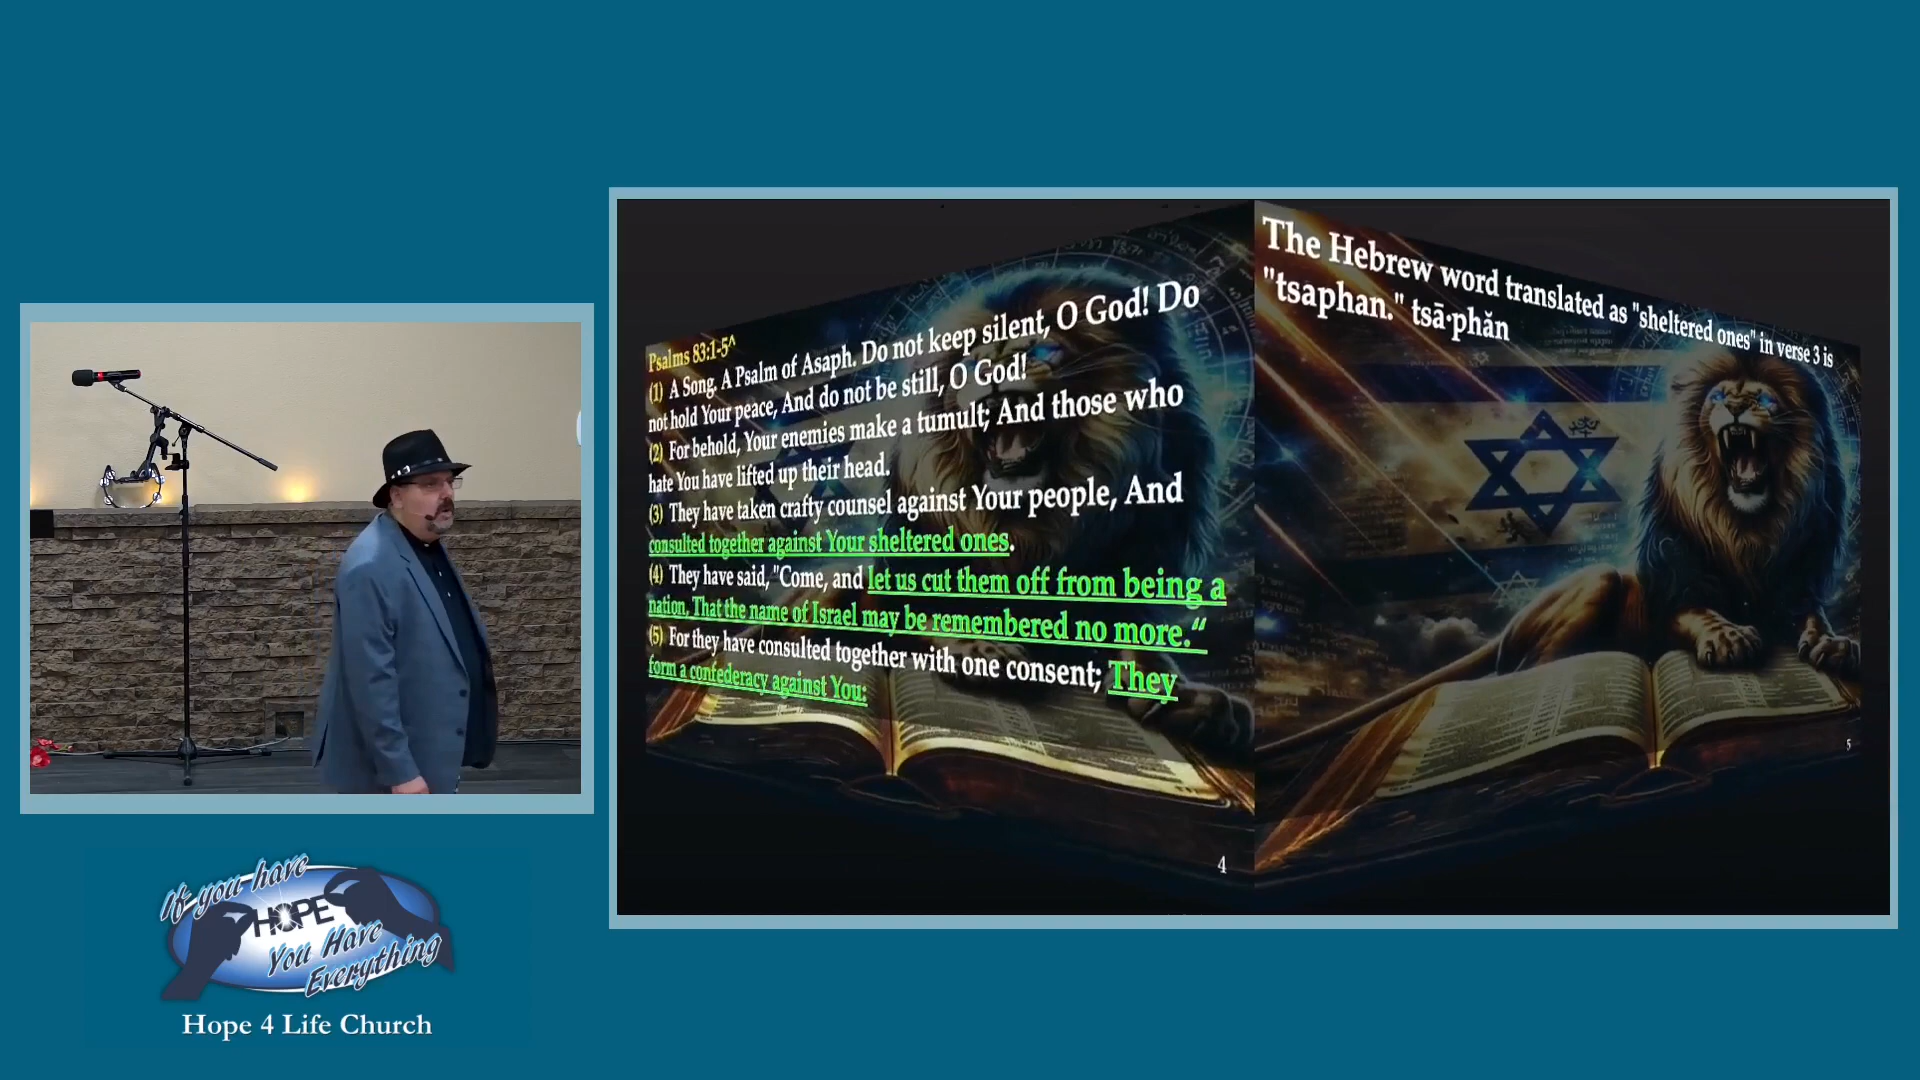 Psalms 83:1-5^
(1) A Song. A Psalm of Asaph. Do not keep silent, O God! Do
not hold Your peace, And do not be still, O God!
(2) For behold, Your enemies make a tumult; And those who
hate You have lifted up their head.
(3) They have taken crafty counsel against Your people, And
consulted together against Your sheltered ones.
(4) They have said, "Come, and let us cut them off from being a
nation, That the name of Israel may be remembered no more.“
(5) For they have consulted together with one consent; They
form a confederacy against You:
4
The Hebrew word translated as "sheltered ones" in verse 3 is
"tsaphan." tsā·phăn
5
If you have
HOPE
You Have
Everything
Hope 4 Life Church